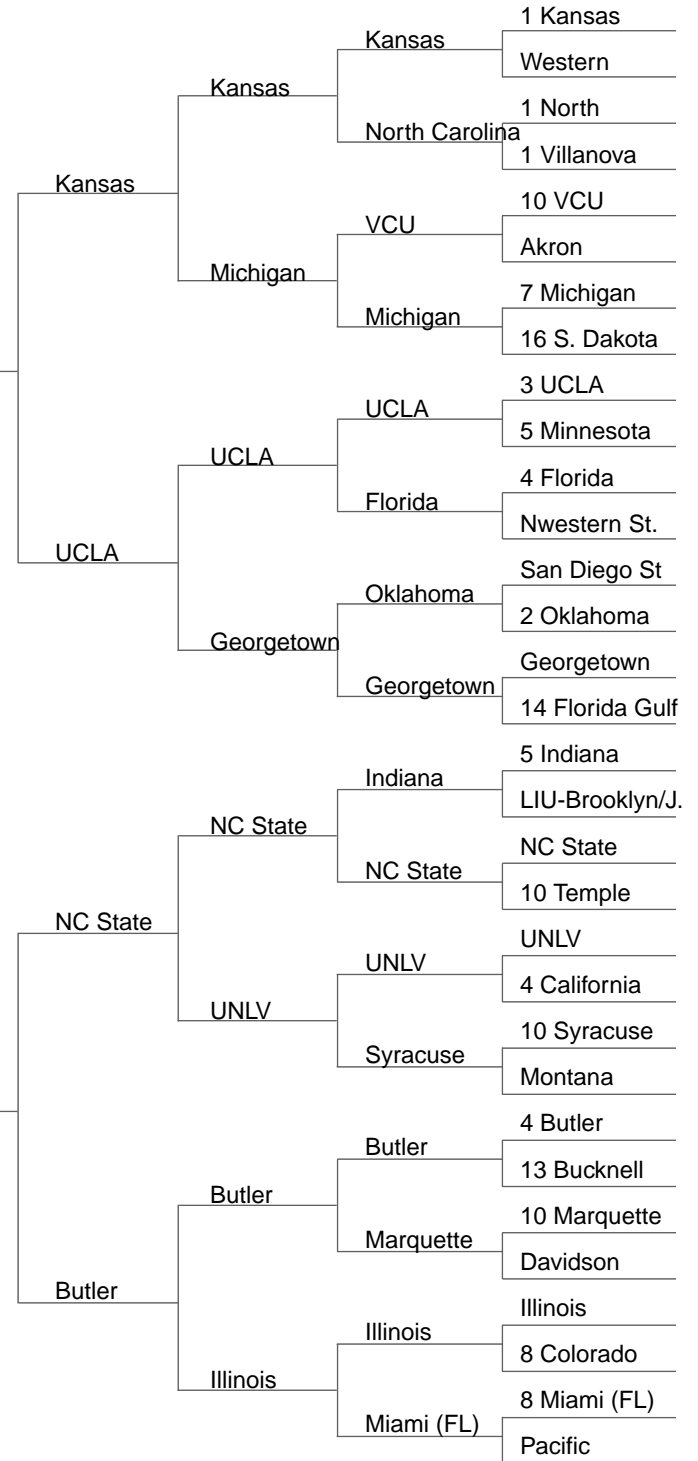 1 Kansas
Kansas
Western
Kansas
1 North
North Carolina
1 Villanova
Kansas
10 VCU
VCU
Akron
Michigan
7 Michigan
Michigan
16 S. Dakota
3 UCLA
UCLA
5 Minnesota
UCLA
4 Florida
Florida
Nwestern St.
UCLA
San Diego St
Oklahoma
2 Oklahoma
Georgetown
Georgetown
Georgetown
14 Florida Gulf
5 Indiana
Indiana
LIU-Brooklyn/J.
NC State
NC State
NC State
10 Temple
NC State
UNLV
UNLV
4 California
UNLV
10 Syracuse
Syracuse
Montana
4 Butler
Butler
13 Bucknell
Butler
10 Marquette
Marquette
Davidson
Butler
Illinois
Illinois
8 Colorado
Illinois
8 Miami (FL)
Miami (FL)
Pacific